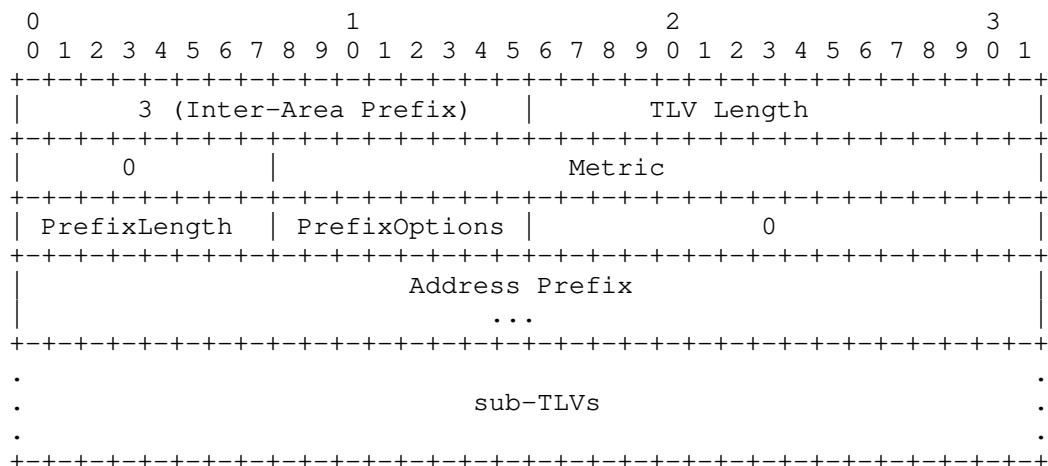 0                   1                   2                   3
 0 1 2 3 4 5 6 7 8 9 0 1 2 3 4 5 6 7 8 9 0 1 2 3 4 5 6 7 8 9 0 1
+-+-+-+-+-+-+-+-+-+-+-+-+-+-+-+-+-+-+-+-+-+-+-+-+-+-+-+-+-+-+-+-+
|       3 (Inter-Area Prefix)   |       TLV Length              |
+-+-+-+-+-+-+-+-+-+-+-+-+-+-+-+-+-+-+-+-+-+-+-+-+-+-+-+-+-+-+-+-+
|      0        |                  Metric                       |
+-+-+-+-+-+-+-+-+-+-+-+-+-+-+-+-+-+-+-+-+-+-+-+-+-+-+-+-+-+-+-+-+
| PrefixLength  | PrefixOptions |              0                |
+-+-+-+-+-+-+-+-+-+-+-+-+-+-+-+-+-+-+-+-+-+-+-+-+-+-+-+-+-+-+-+-+
|                        Address Prefix                         |
|                             ...                               |
+-+-+-+-+-+-+-+-+-+-+-+-+-+-+-+-+-+-+-+-+-+-+-+-+-+-+-+-+-+-+-+-+
.                                                               .
.                            sub-TLVs                           .
.                                                               .
+-+-+-+-+-+-+-+-+-+-+-+-+-+-+-+-+-+-+-+-+-+-+-+-+-+-+-+-+-+-+-+-+